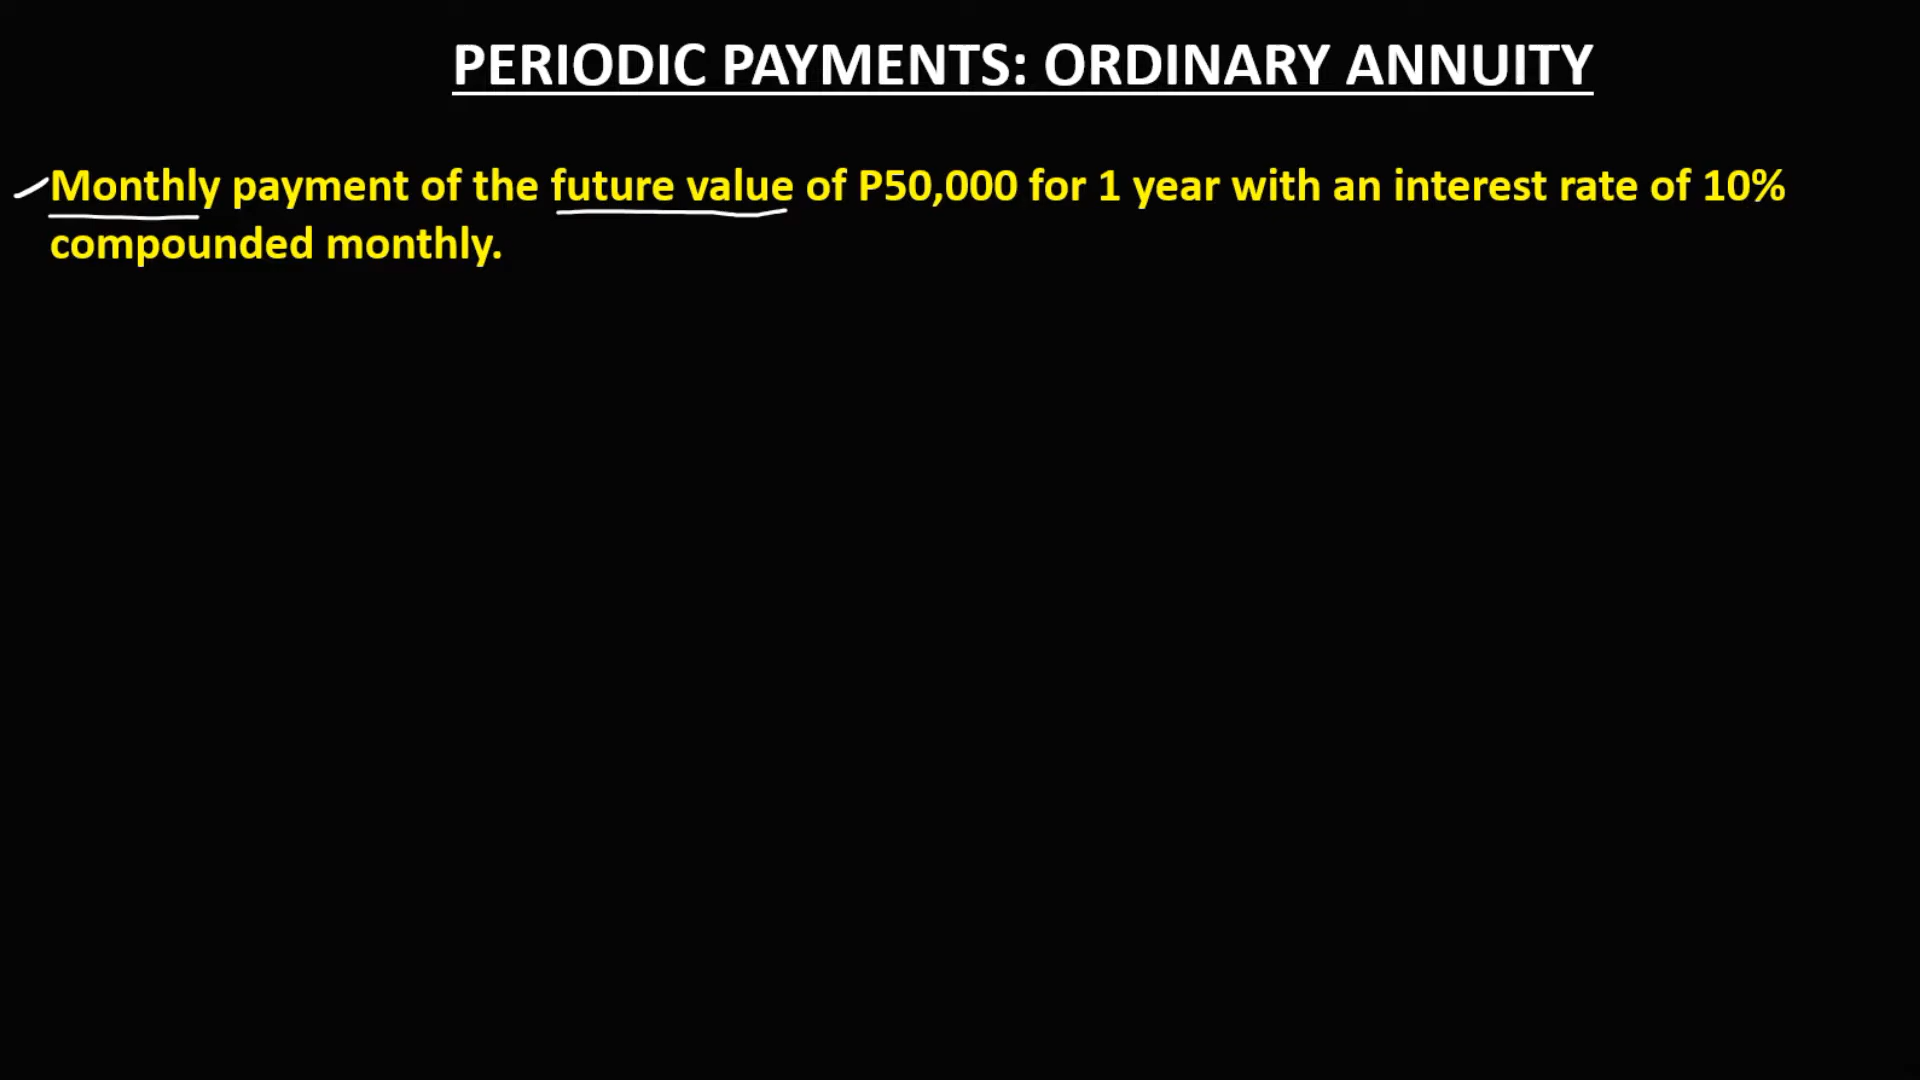 PERIODIC PAYMENTS: ORDINARY ANNUITY
Monthly payment of the future value of P50,000 for 1 year with an interest rate of 10%
compounded monthly.